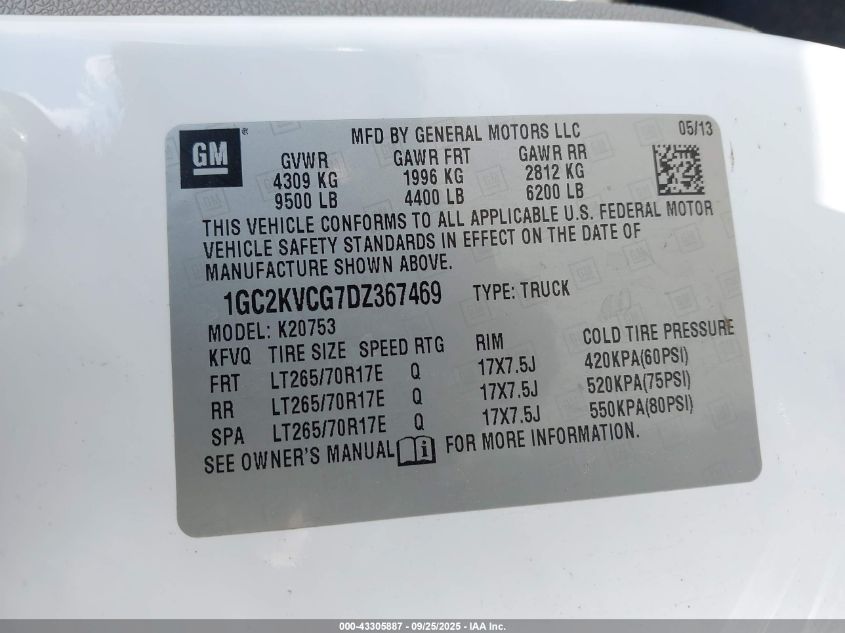 GM ®
MFD BY GENERAL MOTORS LLC 05/13
GVWR GAWR FRT GAWR RR
4309 KG 1996 KG 2812 KG
9500 LB 4400 LB 6200 LB
THIS VEHICLE CONFORMS TO ALL APPLICABLE U.S. FEDERAL MOTOR
VEHICLE SAFETY STANDARDS IN EFFECT ON THE DATE OF
MANUFACTURE SHOWN ABOVE.
1GC2KVCG7DZ367469 TYPE: TRUCK
MODEL: K20753
KFVQ TIRE SIZE SPEED RTG RIM COLD TIRE PRESSURE
FRT LT265/70R17E Q 17X7.5J 420KPA(60PSI)
RR LT265/70R17E Q 17X7.5J 520KPA(75PSI)
SPA LT265/70R17E Q 17X7.5J 550KPA(80PSI)
SEE OWNER'S MANUAL i FOR MORE INFORMATION.
000-43305887 - 09/25/2025 - IAA Inc.